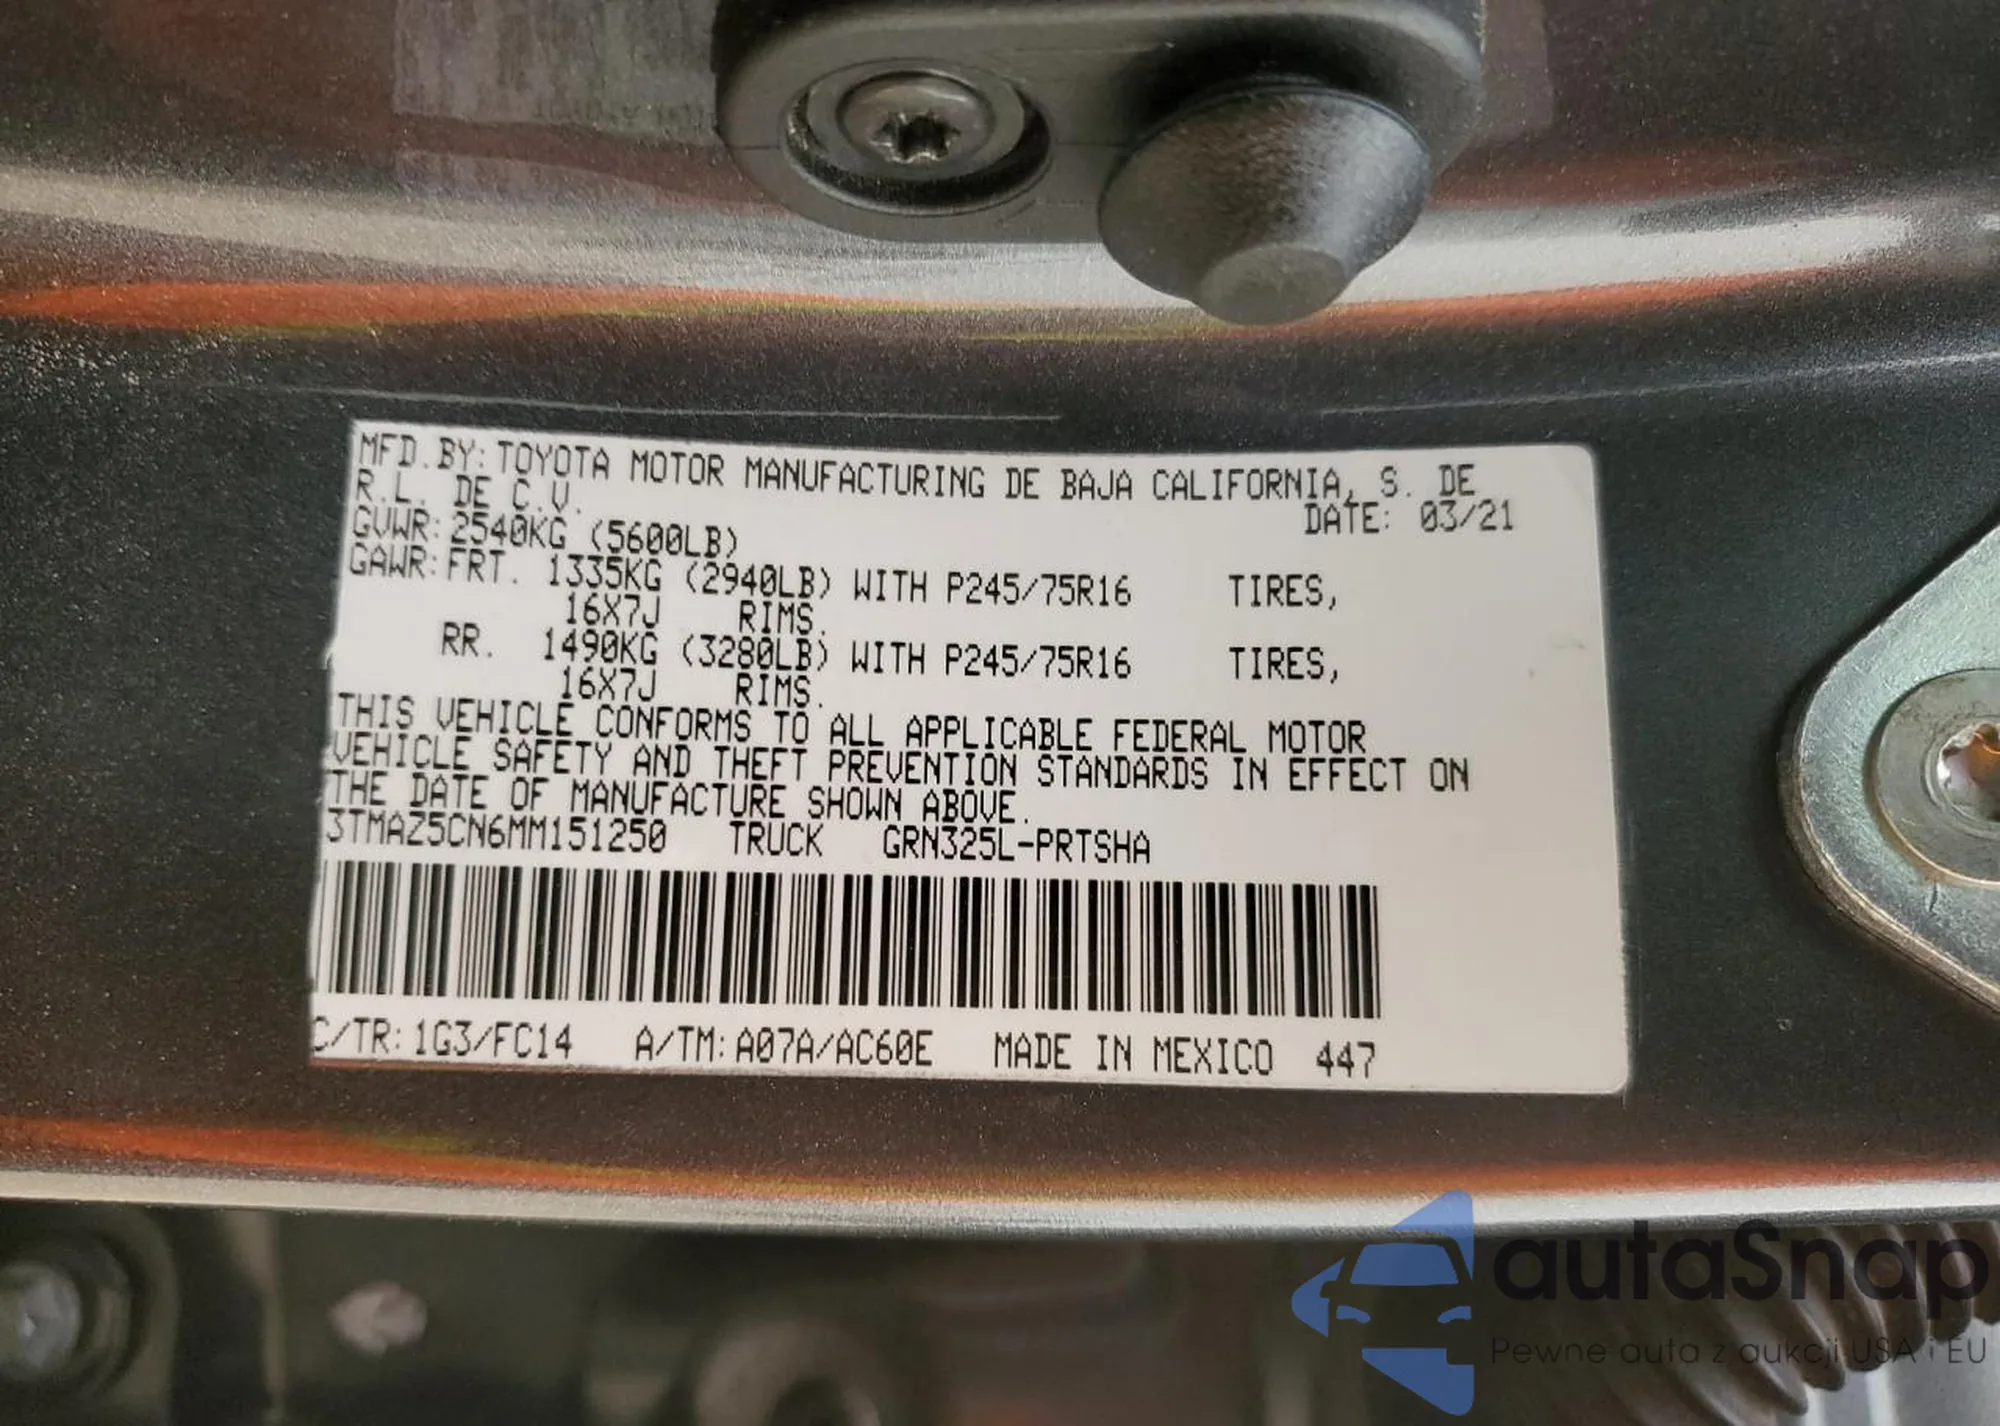 MFD.BY: TOYOTA MOTOR MANUFACTURING DE BAJA CALIFORNIA, S. DE
R.L. DE C.V. DATE: 03/21
GVWR: 2540KG (5600LB)
GAWR: FRT. 1335KG (2940LB) WITH P245/75R16 TIRES,
16X7J RIMS.
RR. 1490KG (3280LB) WITH P245/75R16 TIRES,
16X7J RIMS.
THIS VEHICLE CONFORMS TO ALL APPLICABLE FEDERAL MOTOR
VEHICLE SAFETY AND THEFT PREVENTION STANDARDS IN EFFECT ON
THE DATE OF MANUFACTURE SHOWN ABOVE.
3TMAZ5CN6MM151250 TRUCK GRN325L-PRTSHA
C/TR: 1G3/FC14 A/TM: A07A/AC60E MADE IN MEXICO 447
autaSnap
Pewne auta z aukcji USA i EU